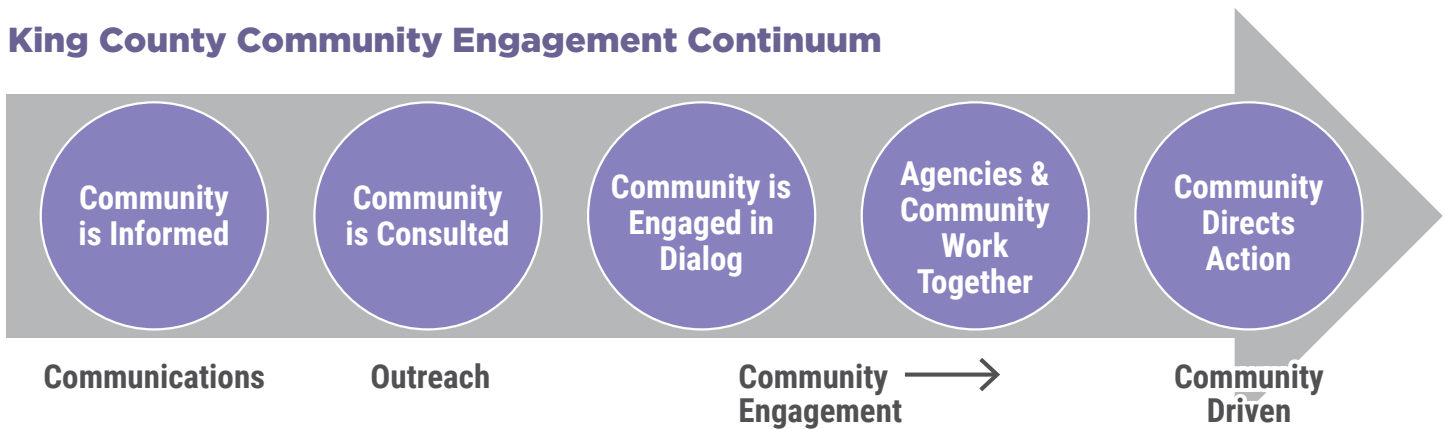 King County Community Engagement Continuum
Community
is Informed
Community
is Consulted
Community is
Engaged in
Dialog
Agencies &
Community
Work
Together
Community
Directs
Action
Communications
Outreach
Community
Engagement
Community
Driven